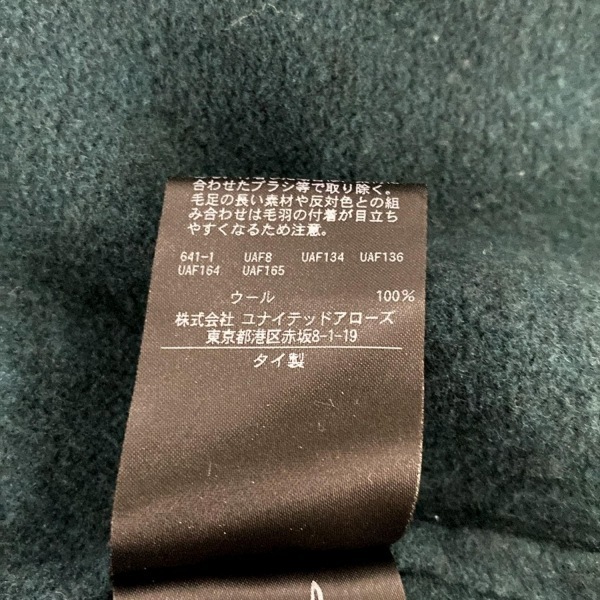 合わせたブラシ等で取り除く。
毛足の長い素材や反対色との組
み合わせは毛羽の付着が目立ち
やすくなるため注意。
641-1 UAF8 UAF134 UAF136
UAF164 UAF165
ウール 100%
株式会社 ユナイテッドアローズ
東京都港区赤坂8-1-19
タイ製